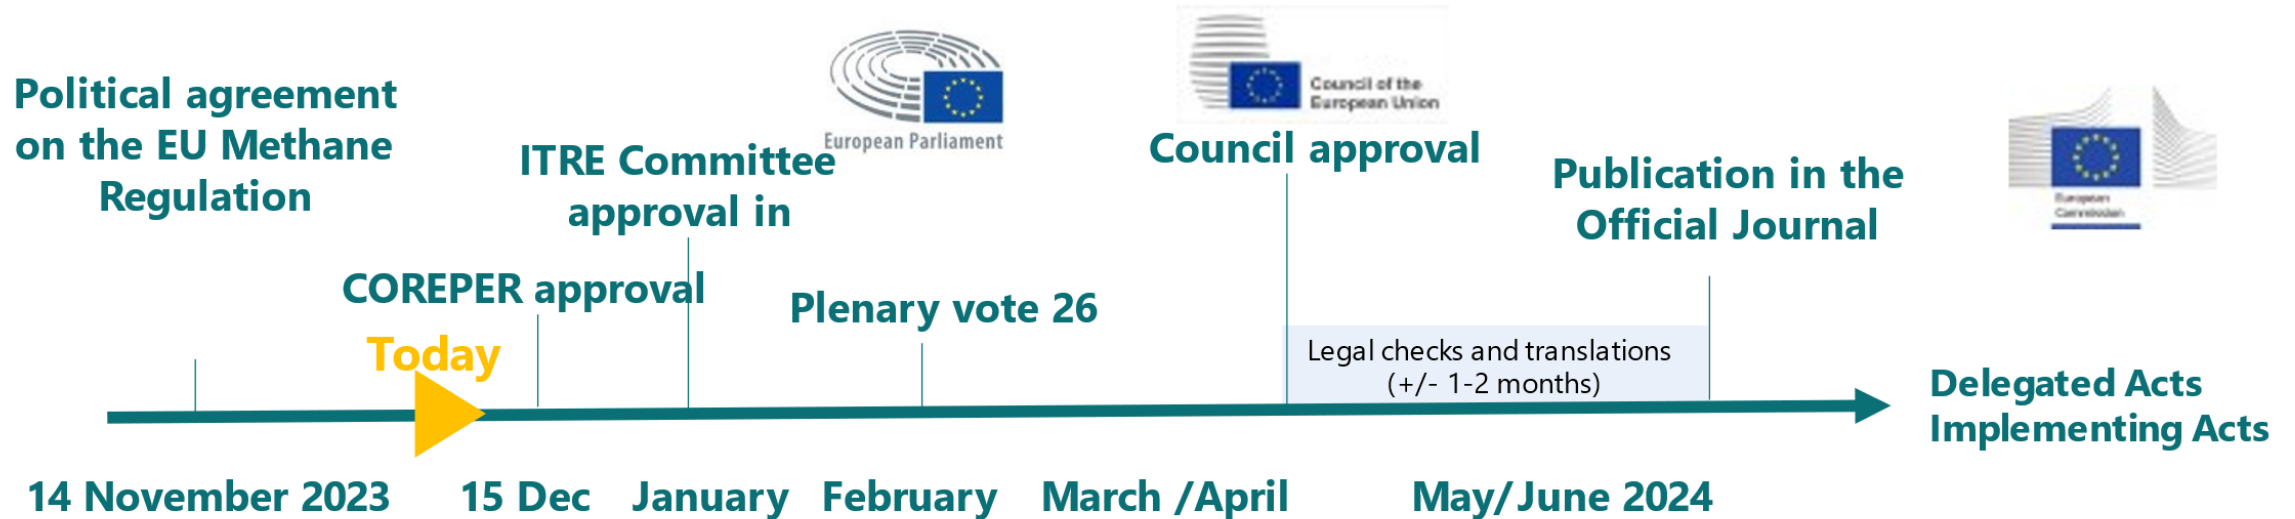 Political agreement
on the EU Methane
Regulation
COREPER approval
Today
ITRE Committee
approval in
European Parliament
Plenary vote 26
Council of the
European Union
Council approval
Legal checks and translations
(+/- 1-2 months)
Publication in the
Official Journal
European
Commission
Delegated Acts
Implementing Acts
14 November 2023
15 Dec
January
February
March /April
May/June 2024